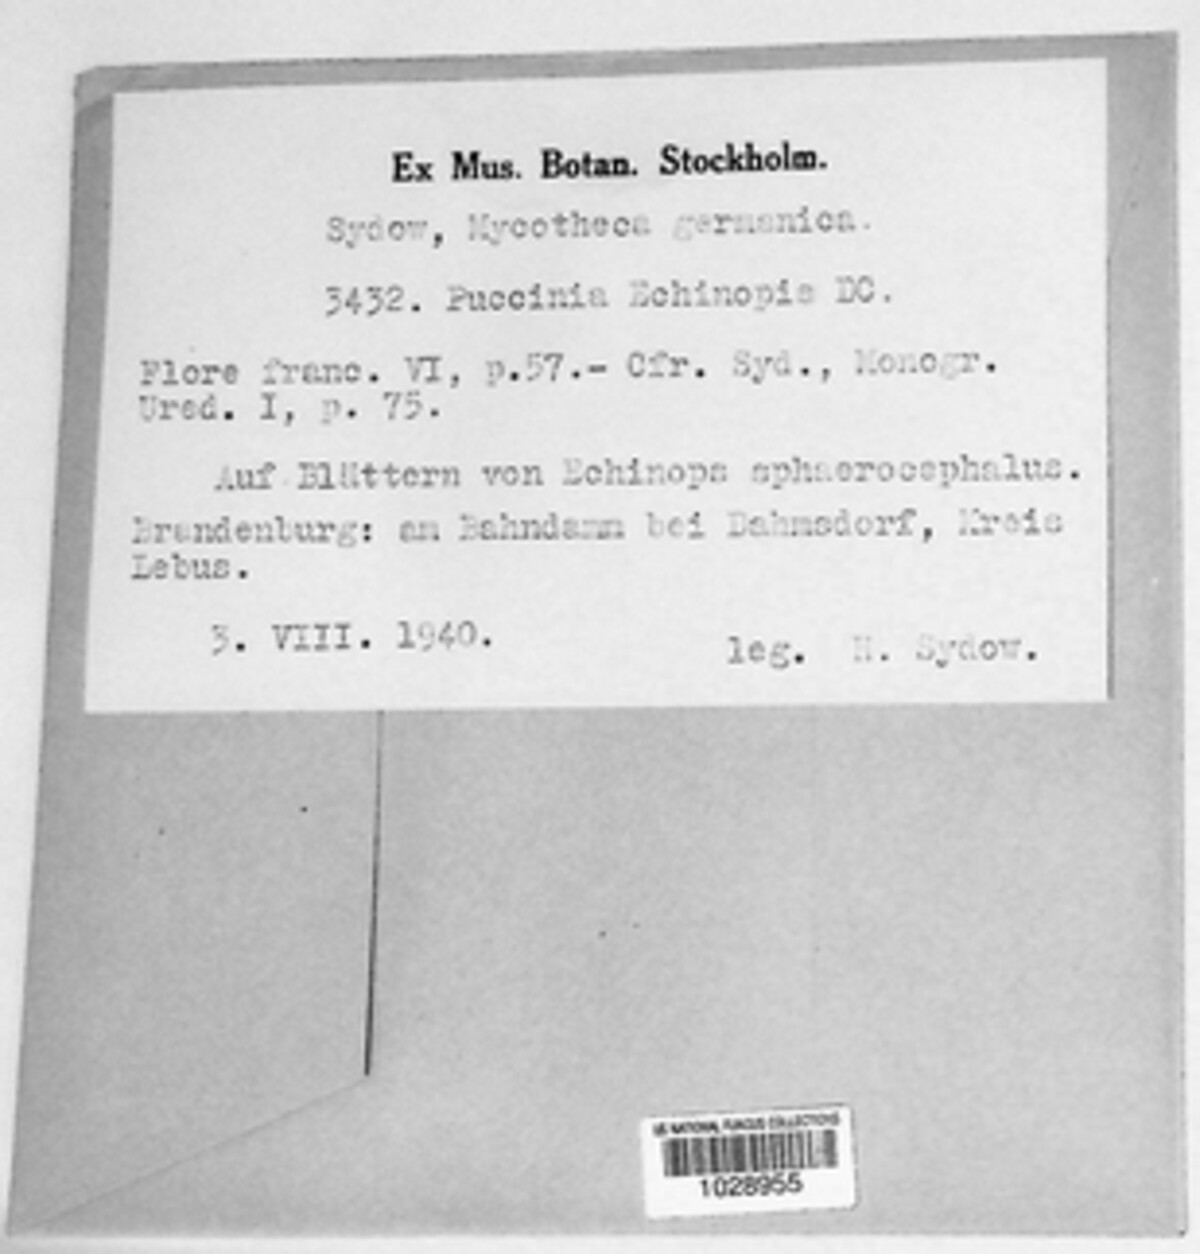 Ex Mus. Botan. Stockholm.
Sydow, Mycotheca germanica.
3432. Puccinia Echinopis DC.
Flore franc. VI, p.57.- Cfr. Syd., Monogr.
Ured. I, p. 75.
Auf Blättern von Echinops sphaerocephalus.
Brandenburg: am Bahndamm bei Dahmsdorf, Kreis
Lebus.
3. VIII. 1940.
leg. H. Sydow.
US NATIONAL FUNGUS COLLECTIONS
1028955